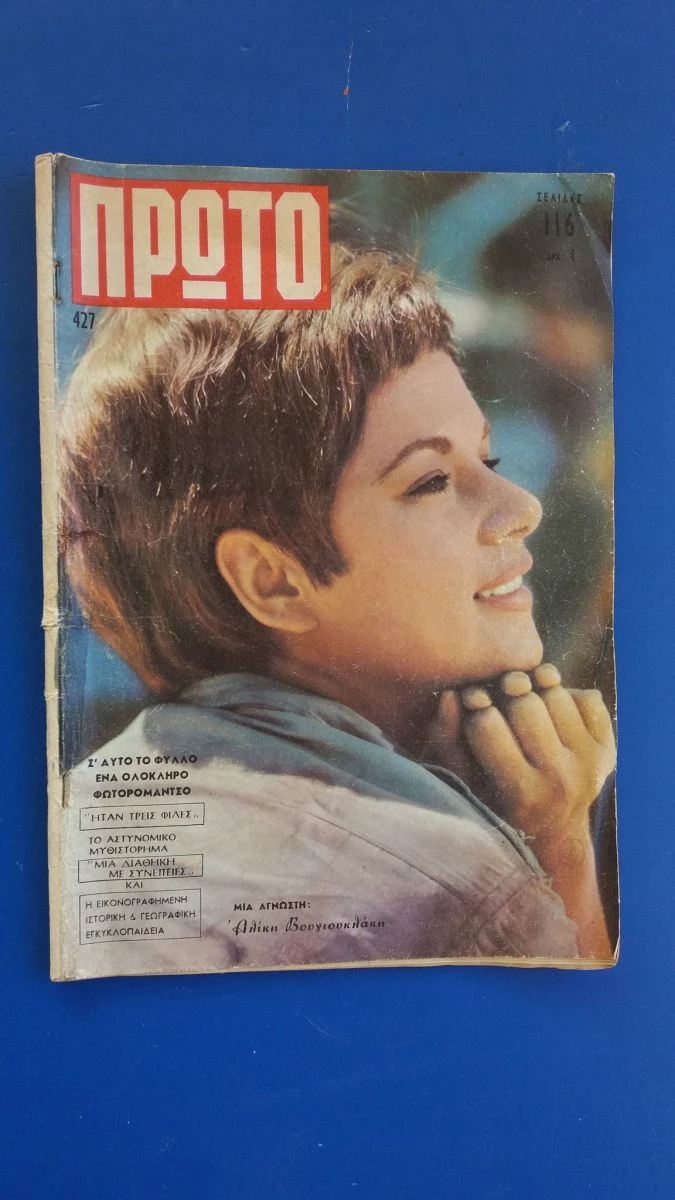 ΠΡΩΤΟ
427
ΣΕΛΙΔΕΣ
116
ΔΡΧ. 4
Σ' ΑΥΤΟ ΤΟ ΦΥΛΛΟ
ΕΝΑ ΟΛΟΚΛΗΡΟ
ΦΩΤΟΡΟΜΑΝΤΣΟ
"ΗΤΑΝ ΤΡΕΙΣ ΦΙΛΕΣ,,
ΤΟ ΑΣΤΥΝΟΜΙΚΟ
ΜΥΘΙΣΤΟΡΗΜΑ
"ΜΙΑ ΔΙΑΘΗΚΗ
ΜΕ ΣΥΝΕΠΕΙΕΣ,,
ΚΑΙ
Η ΕΙΚΟΝΟΓΡΑΦΗΜΕΝΗ
ΙΣΤΟΡΙΚΗ & ΓΕΩΓΡΑΦΙΚΗ
ΕΓΚΥΚΛΟΠΑΙΔΕΙΑ
ΜΙΑ ΑΓΝΩΣΤΗ:
Ἀλίκη Βουγιουκλάκη